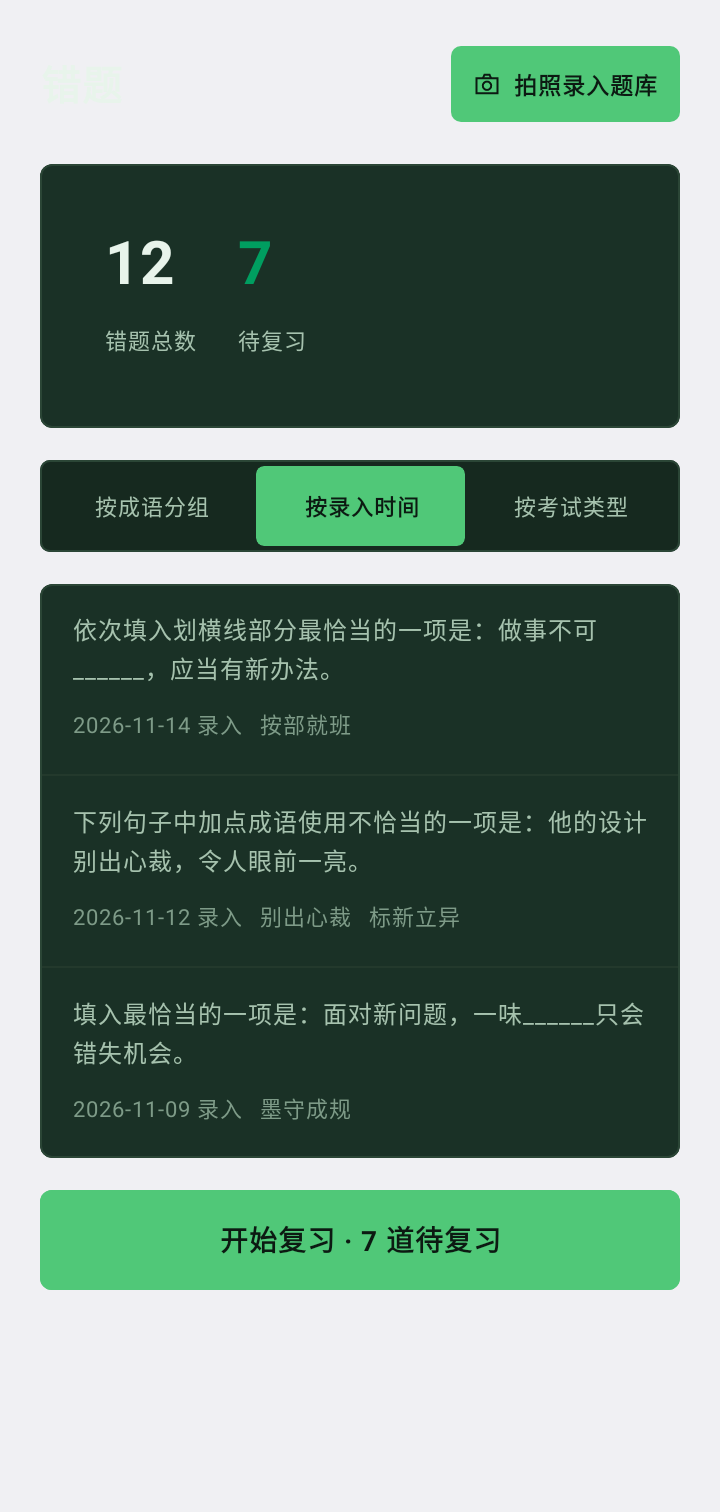 拍照录入题库
12
7
错题总数
待复习
按成语分组
按录入时间
按考试类型
依次填入划横线部分最恰当的一项是：做事不可
______，应当有新办法。
2026-11-14 录入 按部就班
下列句子中加点成语使用不恰当的一项是：他的设计
别出心裁，令人眼前一亮。
2026-11-12 录入 别出心裁 标新立异
填入最恰当的一项是：面对新问题，一味______只会
错失机会。
2026-11-09 录入 墨守成规
开始复习 · 7 道待复习